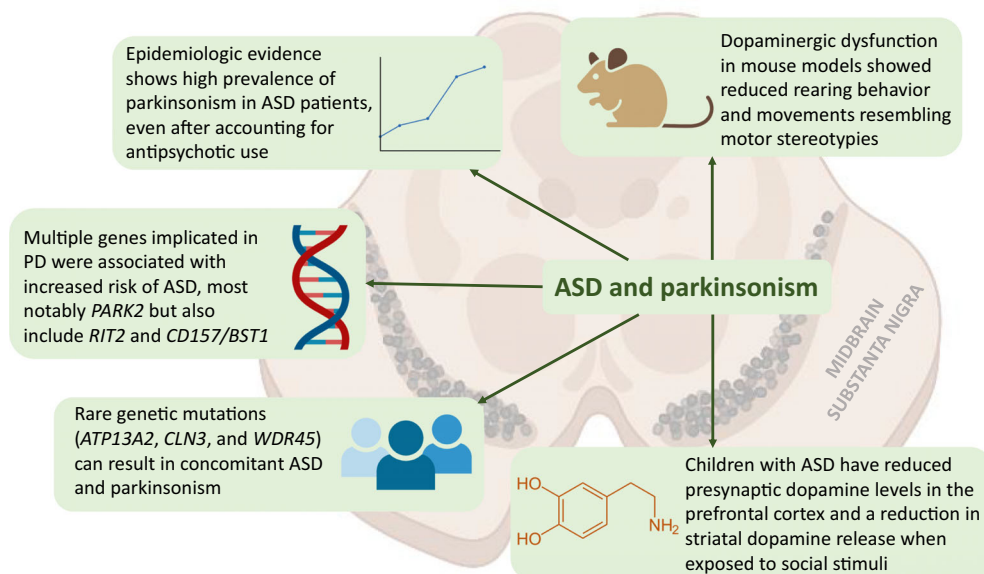 Epidemiologic evidence
shows high prevalence of
parkinsonism in ASD patients,
even after accounting for
antipsychotic use
Dopaminergic dysfunction
in mouse models showed
reduced rearing behavior
and movements resembling
motor stereotypies
Multiple genes implicated in
PD were associated with
increased risk of ASD, most
notably PARK2 but also
include RIT2 and CD157/BST1
ASD and parkinsonism
MIDBRAIN
SUBSTANTA NIGRA
Rare genetic mutations
(ATP13A2, CLN3, and WDR45)
can result in concomitant ASD
and parkinsonism
HO
HO
NH₂
Children with ASD have reduced
presynaptic dopamine levels in the
prefrontal cortex and a reduction in
striatal dopamine release when
exposed to social stimuli